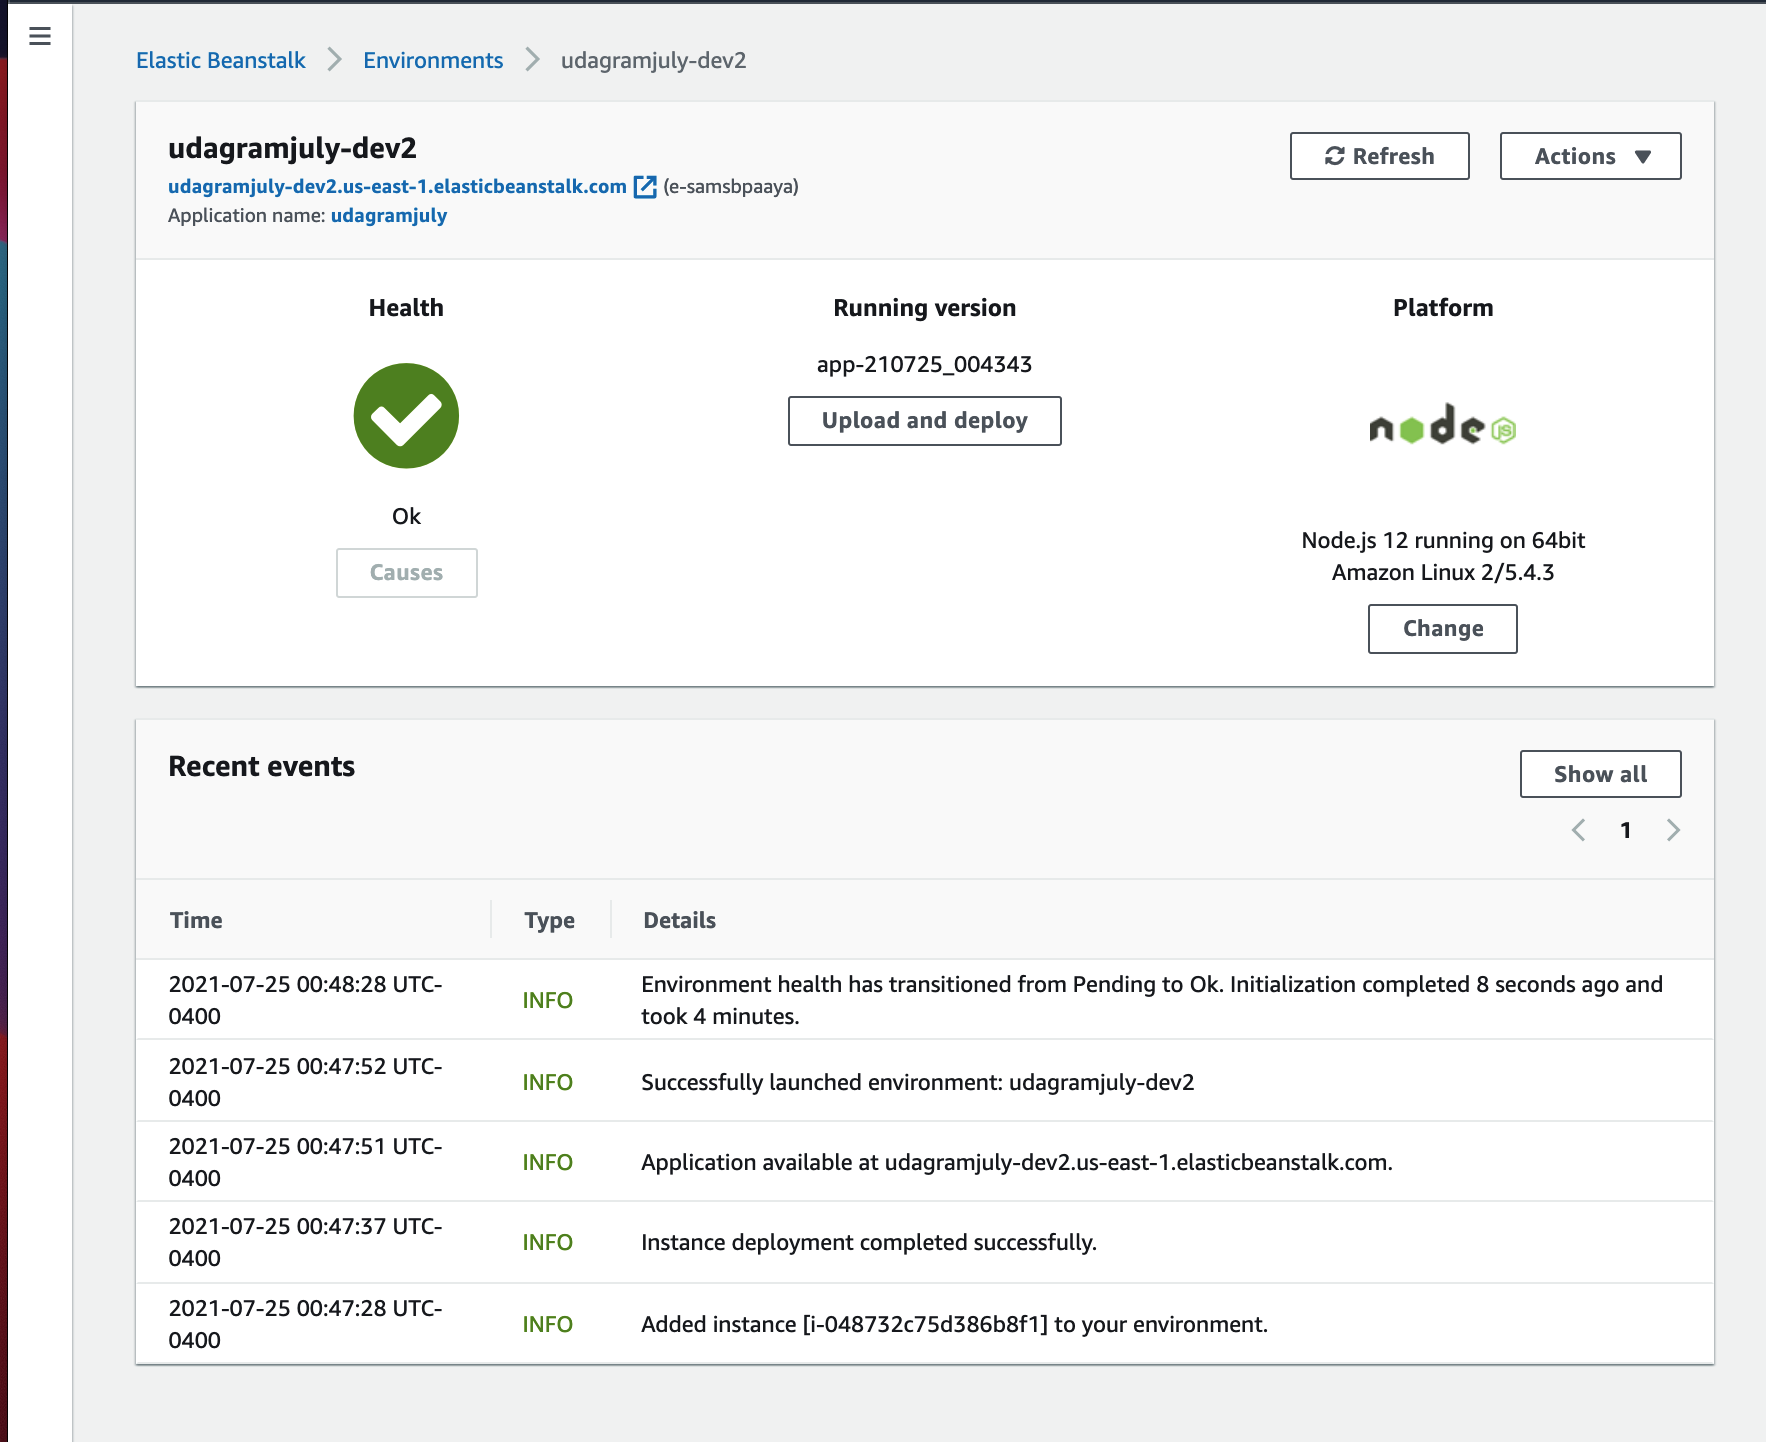 Elastic Beanstalk > Environments > udagramjuly-dev2
udagramjuly-dev2
udagramjuly-dev2.us-east-1.elasticbeanstalk.com (e-samsbpaaya)
Application name: udagramjuly
Refresh
Actions
Health
Ok
Causes
Running version
app-210725_004343
Upload and deploy
Platform
node JS
Node.js 12 running on 64bit
Amazon Linux 2/5.4.3
Change
Recent events
Show all
1
Time Type Details
2021-07-25 00:48:28 UTC-
0400
INFO
Environment health has transitioned from Pending to Ok. Initialization completed 8 seconds ago and
took 4 minutes.
2021-07-25 00:47:52 UTC-
0400
INFO
Successfully launched environment: udagramjuly-dev2
2021-07-25 00:47:51 UTC-
0400
INFO
Application available at udagramjuly-dev2.us-east-1.elasticbeanstalk.com.
2021-07-25 00:47:37 UTC-
0400
INFO
Instance deployment completed successfully.
2021-07-25 00:47:28 UTC-
0400
INFO
Added instance [i-048732c75d386b8f1] to your environment.